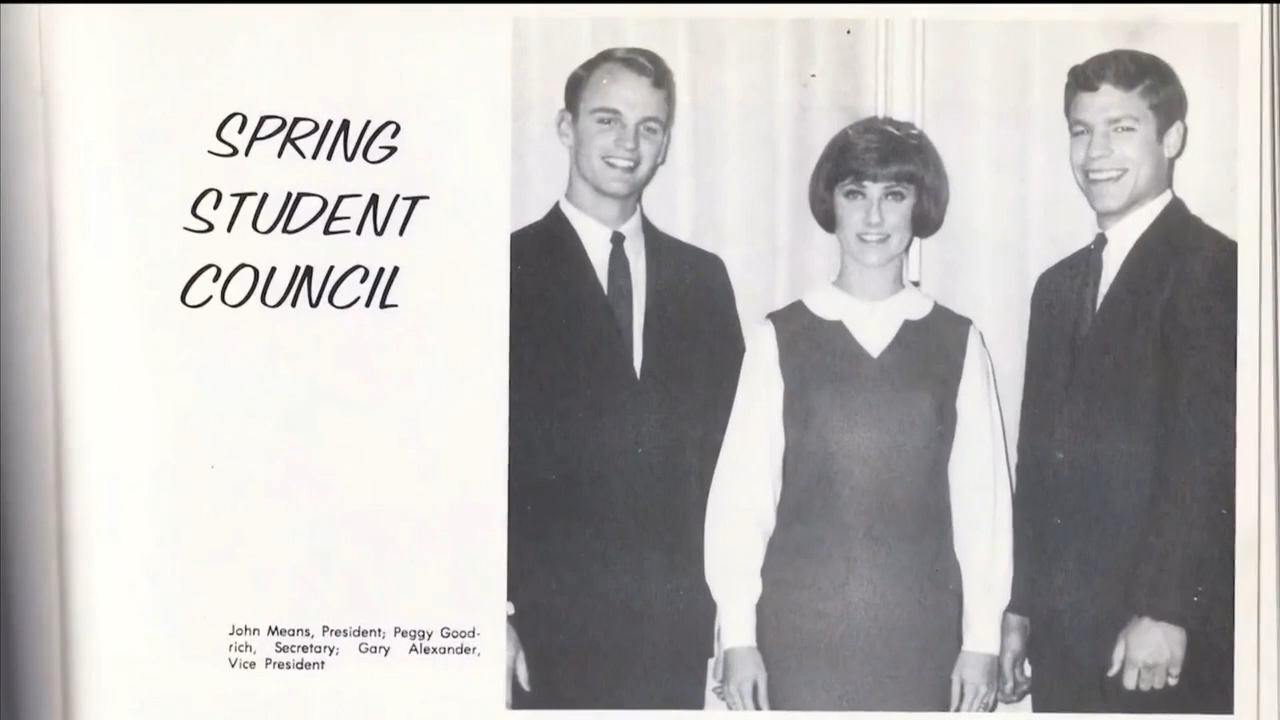 SPRING
STUDENT
COUNCIL
John Means, President; Peggy Good-
rich, Secretary; Gary Alexander,
Vice President